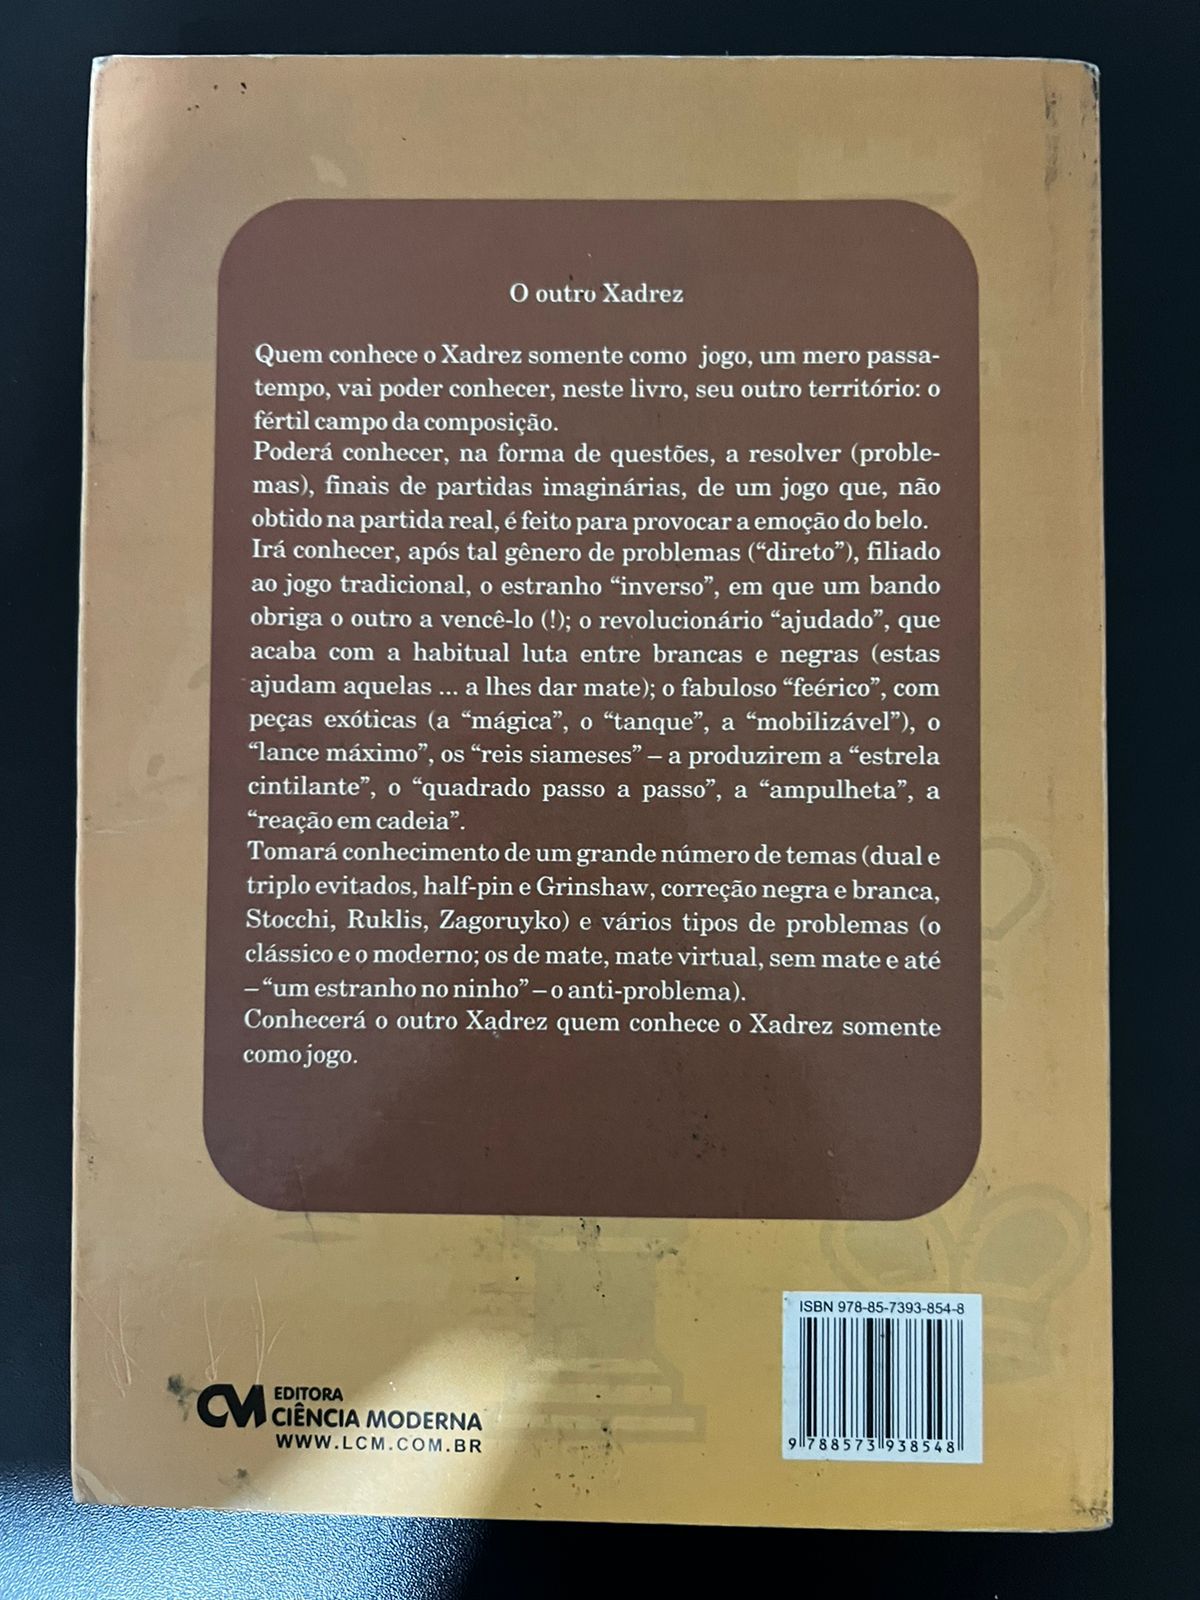 O outro Xadrez
Quem conhece o Xadrez somente como jogo, um mero passa-
tempo, vai poder conhecer, neste livro, seu outro território: o
fértil campo da composição.
Poderá conhecer, na forma de questões, a resolver (proble-
mas), finais de partidas imaginárias, de um jogo que, não
obtido na partida real, é feito para provocar a emoção do belo.
Irá conhecer, após tal gênero de problemas (“direto”), filiado
ao jogo tradicional, o estranho “inverso”, em que um bando
obriga o outro a vencê-lo (!); o revolucionário “ajudado”, que
acaba com a habitual luta entre brancas e negras (estas
ajudam aquelas ... a lhes dar mate); o fabuloso “feérico”, com
peças exóticas (a “mágica”, o “tanque”, a “mobilizável”), o
“lance máximo”, os “reis siameses” – a produzirem a “estrela
cintilante”, o “quadrado passo a passo”, a “ampulheta”, a
“reação em cadeia”.
Tomará conhecimento de um grande número de temas (dual e
triplo evitados, half-pin e Grinshaw, correção negra e branca,
Stocchi, Ruklis, Zagoruyko) e vários tipos de problemas (o
clássico e o moderno; os de mate, mate virtual, sem mate e até
– “um estranho no ninho” – o anti-problema).
Conhecerá o outro Xadrez quem conhece o Xadrez somente
como jogo.
ISBN 978-85-7393-854-8
9 788573 938548
CM EDITORA
CIÊNCIA MODERNA
WWW.LCM.COM.BR